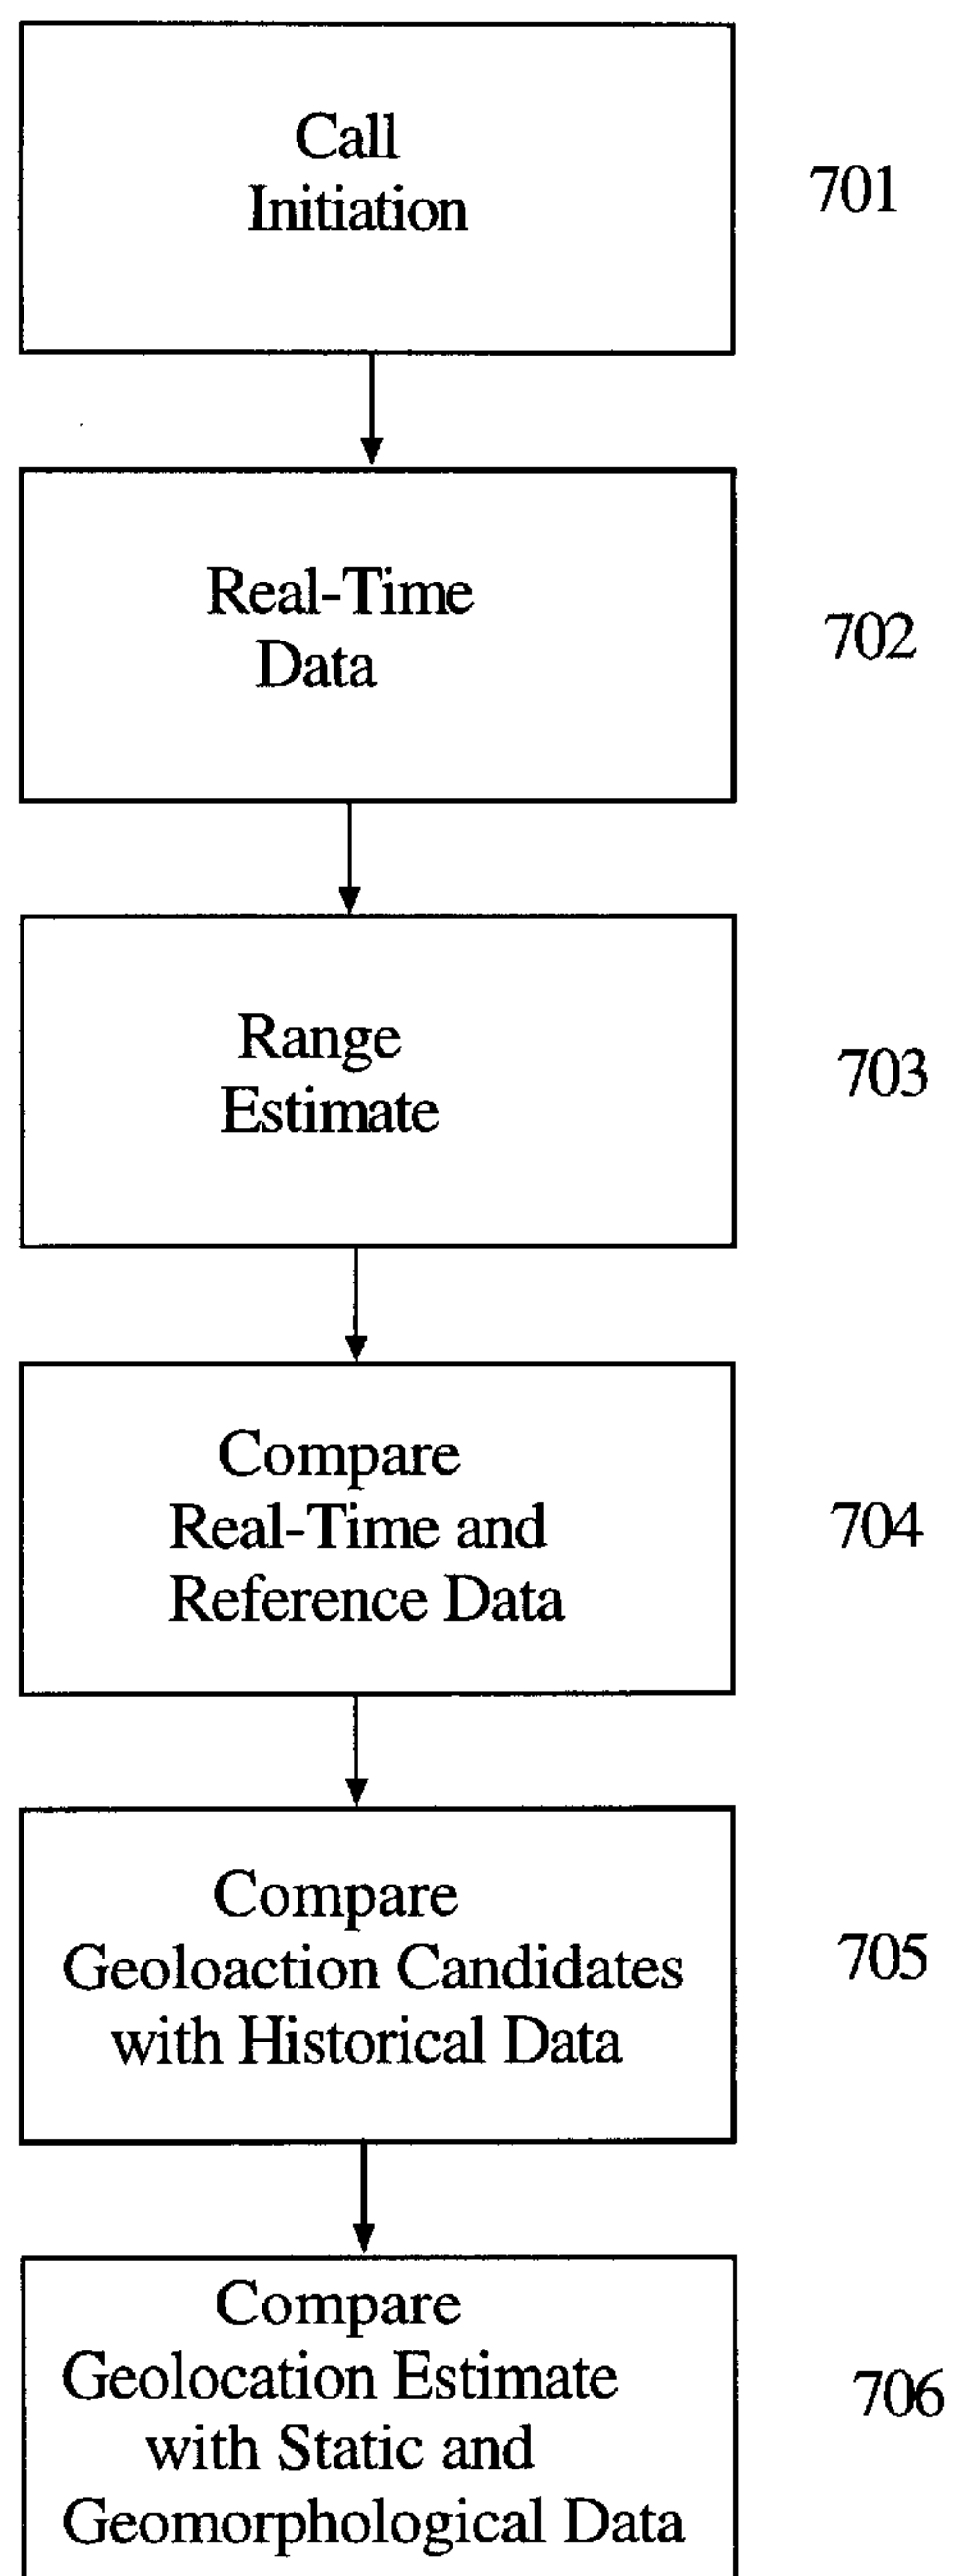 Call
Initiation
701
Real-Time
Data
702
Range
Estimate
703
Compare
Real-Time and
Reference Data
704
Compare
Geoloaction Candidates
with Historical Data
705
Compare
Geolocation Estimate
with Static and
Geomorphological Data
706